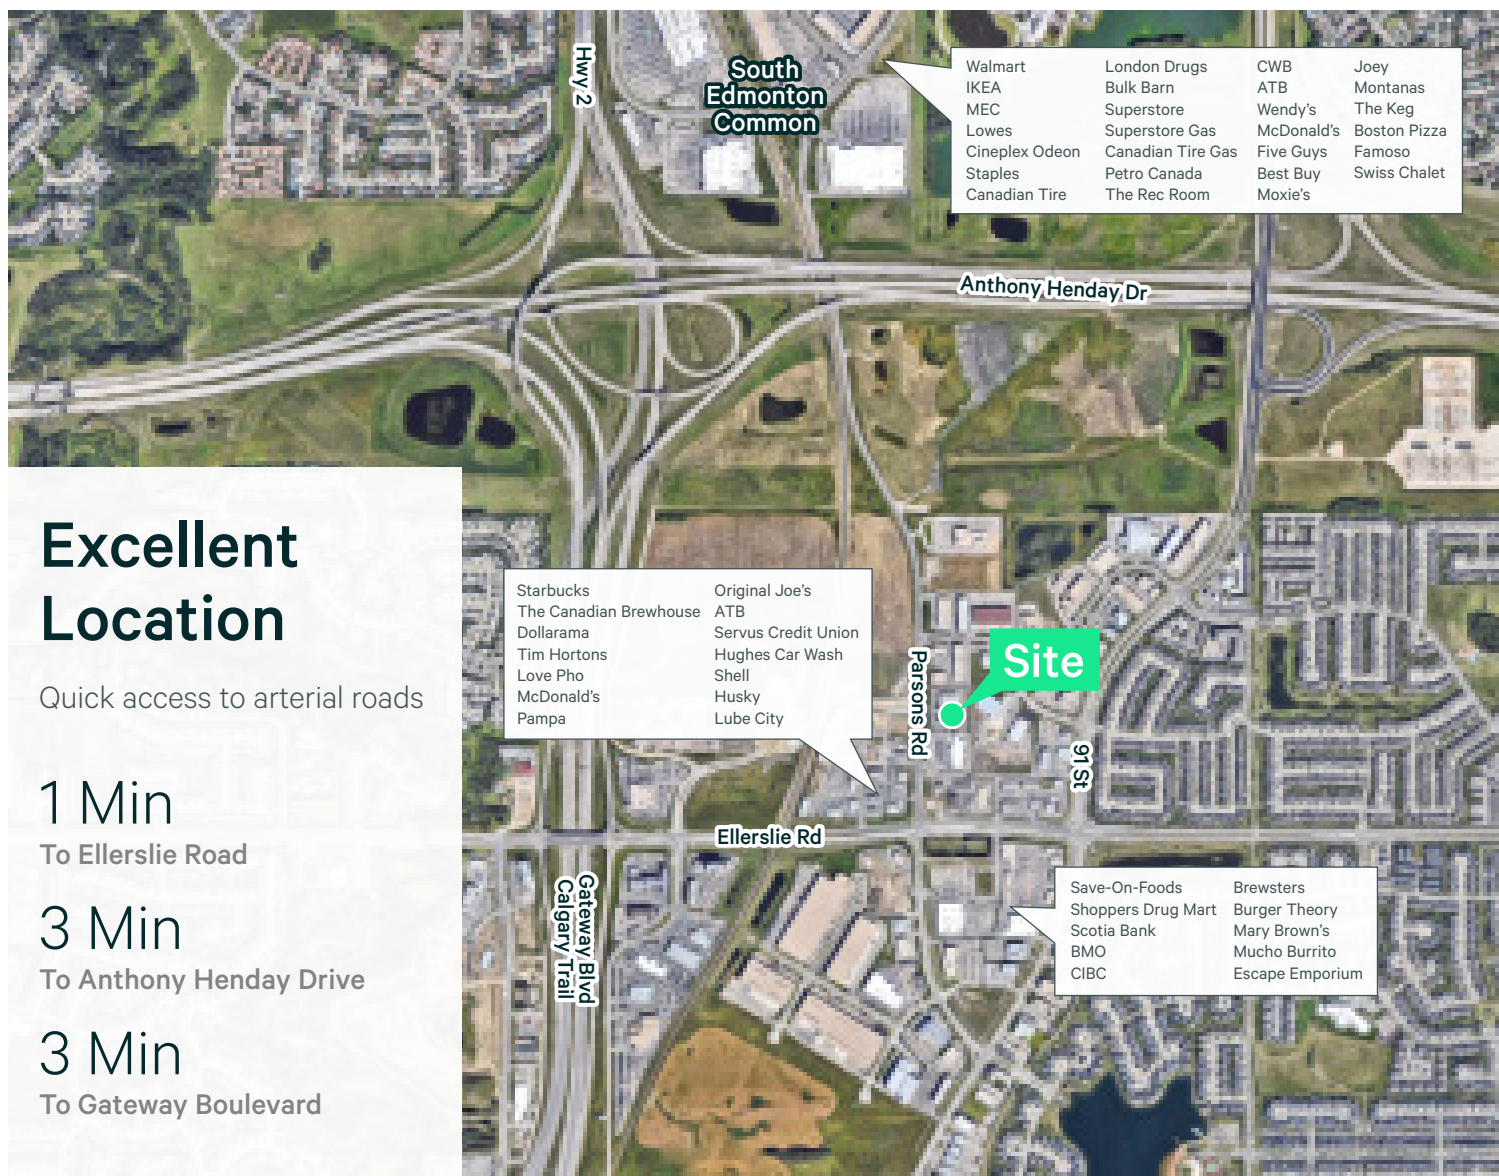 Hwy 2
South
Edmonton
Common
Walmart
IKEA
MEC
Lowes
Cineplex Odeon
Staples
Canadian Tire
London Drugs
Bulk Barn
Superstore
Superstore Gas
Canadian Tire Gas
Petro Canada
The Rec Room
CWB
ATB
Wendy's
McDonald's
Five Guys
Best Buy
Moxie's
Joey
Montanas
The Keg
Boston Pizza
Famoso
Swiss Chalet
Anthony Henday Dr
Excellent
Location
Quick access to arterial roads
1 Min
To Ellerslie Road
3 Min
To Anthony Henday Drive
3 Min
To Gateway Boulevard
Starbucks
The Canadian Brewhouse
Dollarama
Tim Hortons
Love Pho
McDonald's
Pampa
Original Joe's
ATB
Servus Credit Union
Hughes Car Wash
Shell
Husky
Lube City
Parsons Rd
Site
91 St
Ellerslie Rd
Gateway Blvd
Calgary Trail
Save-On-Foods
Shoppers Drug Mart
Scotia Bank
BMO
CIBC
Brewsters
Burger Theory
Mary Brown's
Mucho Burrito
Escape Emporium